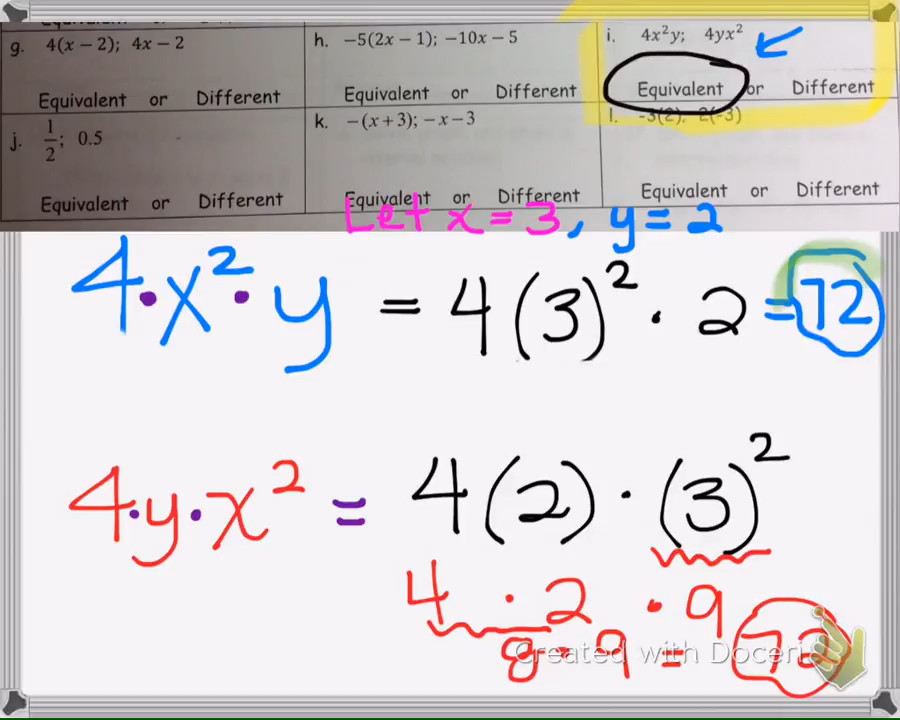 g. 4(x − 2); 4x − 2
h. −5(2x − 1); −10x − 5
i. 4x²y; 4yx²
Equivalent or Different
Equivalent or Different
Equivalent or Different
j. 1/2; 0.5
k. −(x + 3); −x − 3
l. −3(2); 2(−3)
Equivalent or Different
Equivalent or Different
Equivalent or Different
Let x = 3, y = 2
4 · x² · y = 4(3)² · 2 = 72
4 · y · x² = 4(2) · (3)²
4 · 2 · 9
8 · 9 = 72
Created with Doceri